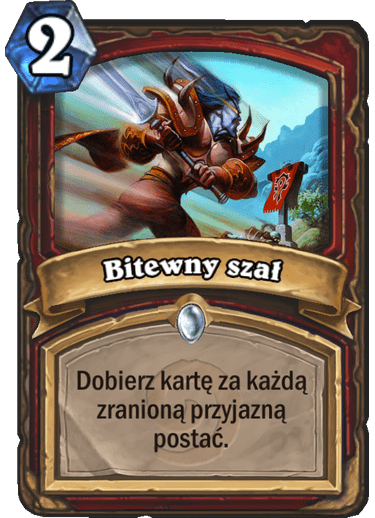 2
Bitewny szał
Dobierz kartę za każdą
zranioną przyjazną
postać.